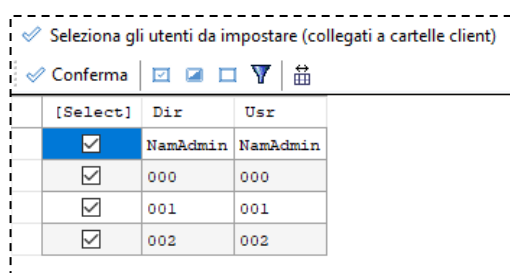 Seleziona gli utenti da impostare (collegati a cartelle client)
Conferma
[Select] Dir Usr
NamAdmin NamAdmin
000 000
001 001
002 002